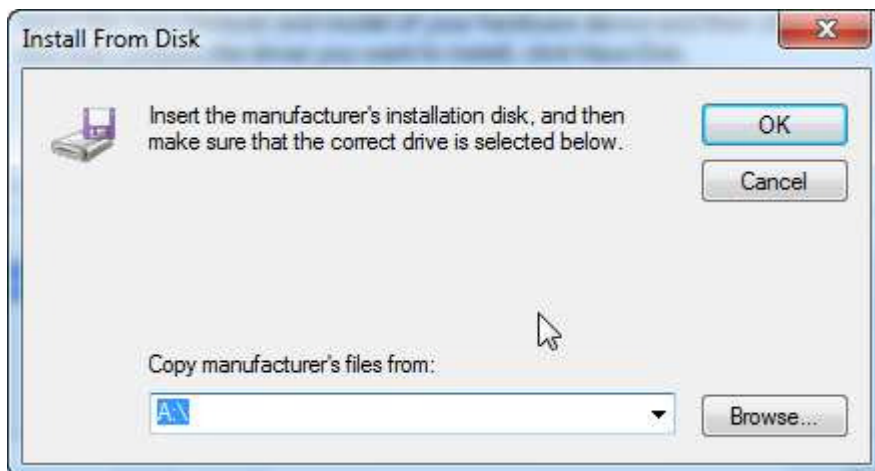 Install From Disk
Insert the manufacturer's installation disk, and then
make sure that the correct drive is selected below.
OK
Cancel
Copy manufacturer's files from:
A:\
Browse...